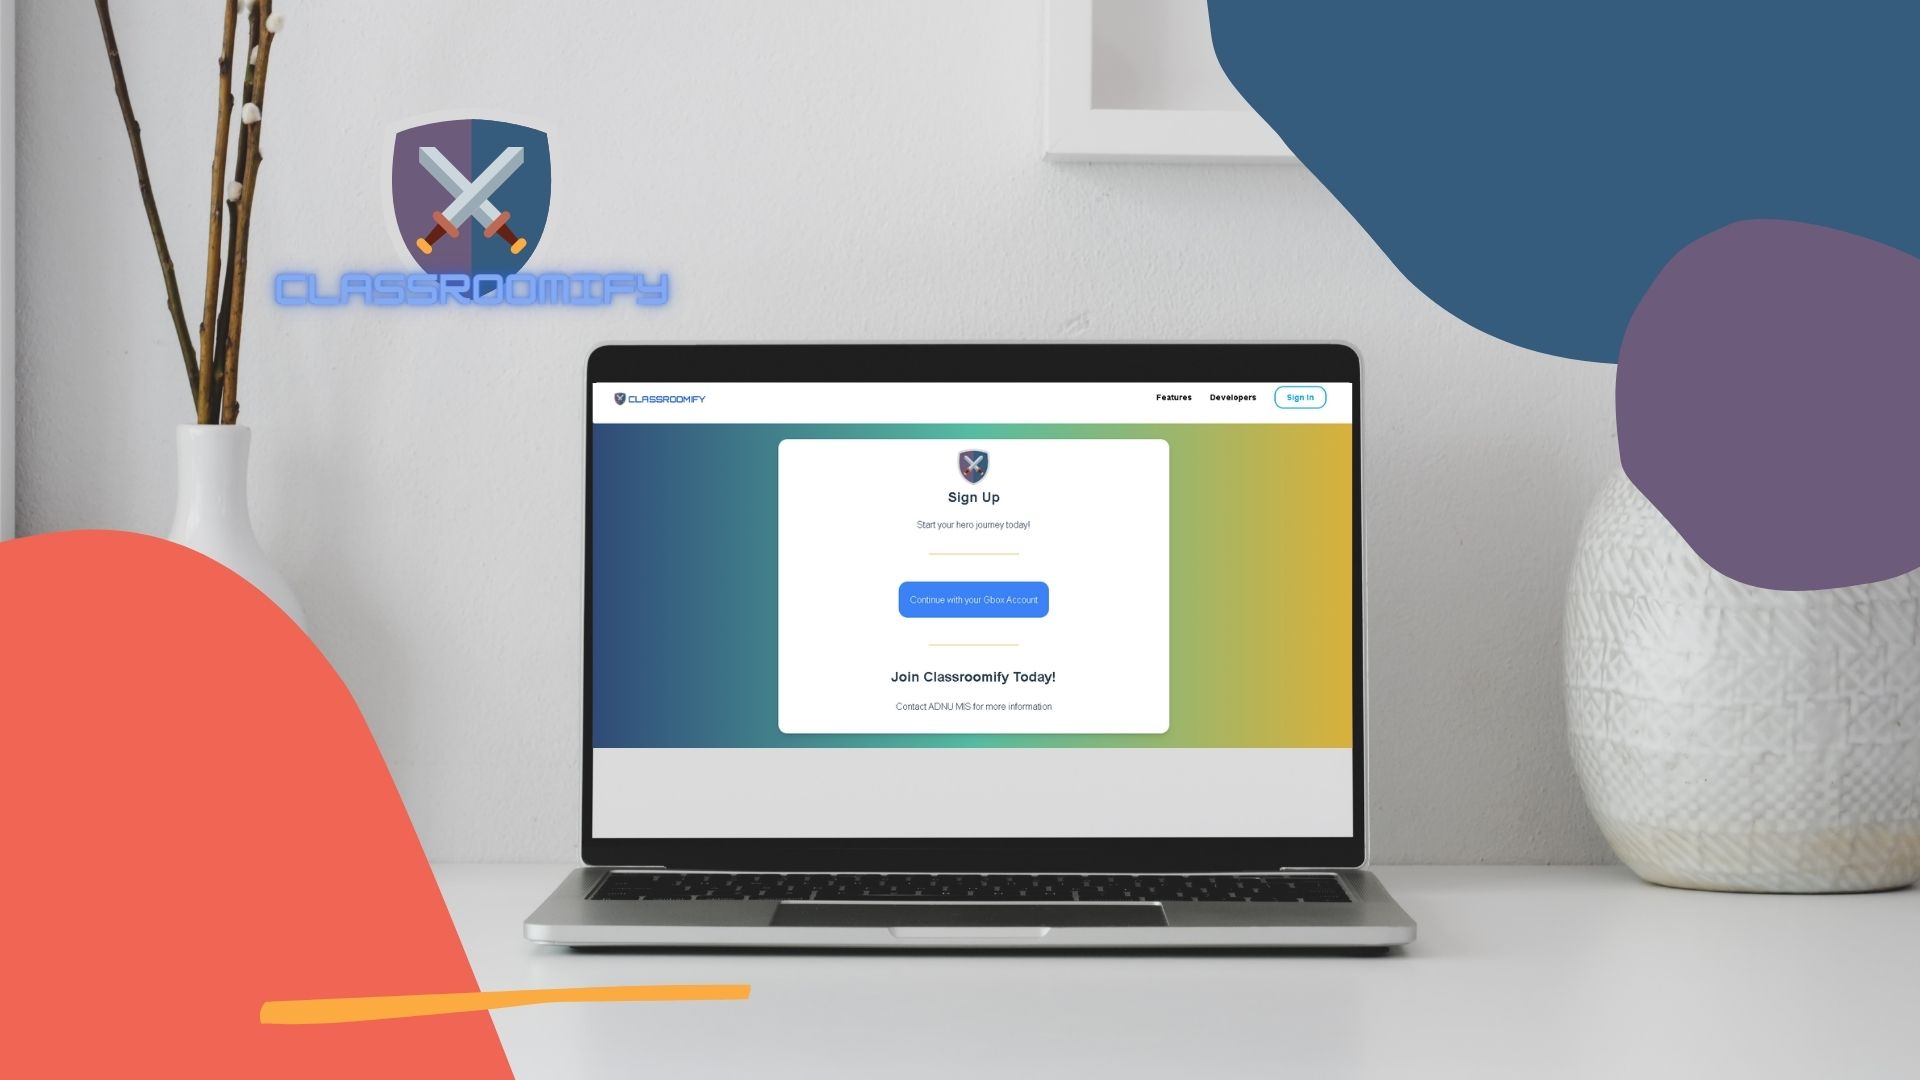 CLASSROOMIFY
CLASSROOMIFY
Features
Developers
Sign In
Sign Up
Start your hero journey today!
Continue with your Gbox Account
Join Classroomify Today!
Contact ADNU MIS for more information